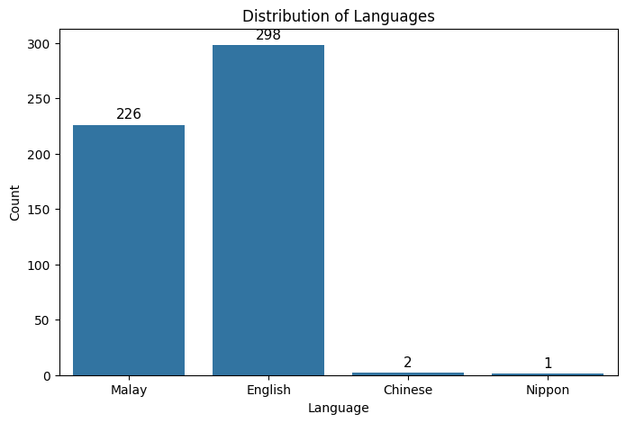 Distribution of Languages
300
250
200
150
100
50
0
Count
226
298
2
1
Malay
English
Chinese
Nippon
Language